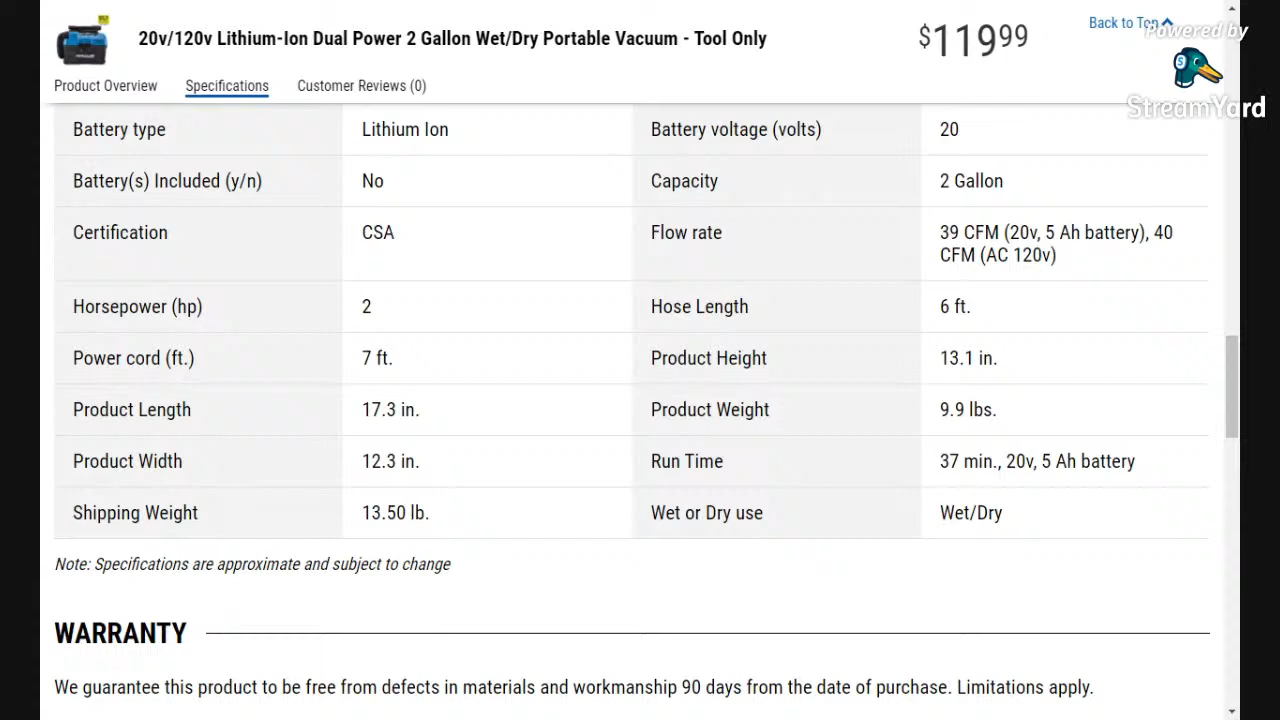 Back to Top
Powered by
StreamYard
20v/120v Lithium-Ion Dual Power 2 Gallon Wet/Dry Portable Vacuum - Tool Only
$119 99
Product Overview Specifications Customer Reviews (0)
Battery type Lithium Ion Battery voltage (volts) 20
Battery(s) Included (y/n) No Capacity 2 Gallon
Certification CSA Flow rate 39 CFM (20v, 5 Ah battery), 40
CFM (AC 120v)
Horsepower (hp) 2 Hose Length 6 ft.
Power cord (ft.) 7 ft. Product Height 13.1 in.
Product Length 17.3 in. Product Weight 9.9 lbs.
Product Width 12.3 in. Run Time 37 min., 20v, 5 Ah battery
Shipping Weight 13.50 lb. Wet or Dry use Wet/Dry
Note: Specifications are approximate and subject to change
WARRANTY
We guarantee this product to be free from defects in materials and workmanship 90 days from the date of purchase. Limitations apply.